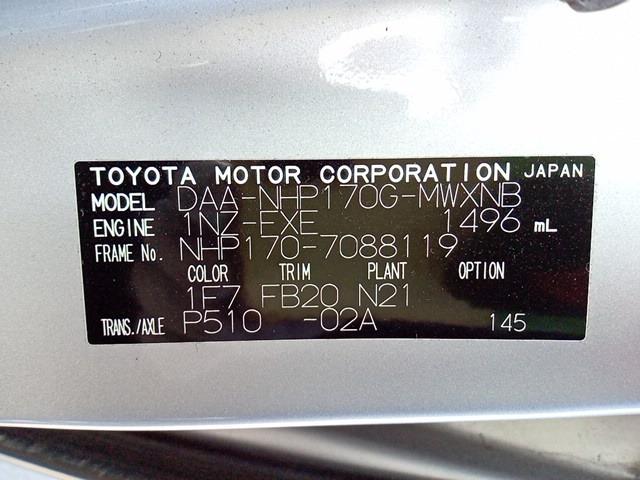 TOYOTA MOTOR CORPORATION JAPAN
MODEL DAA-NHP170G-MWXNB
ENGINE 1NZ-FXE 1496 mL
FRAME No. NHP170-7088119
COLOR TRIM PLANT OPTION
1F7 FB20 N21
TRANS./AXLE P510 -02A 145